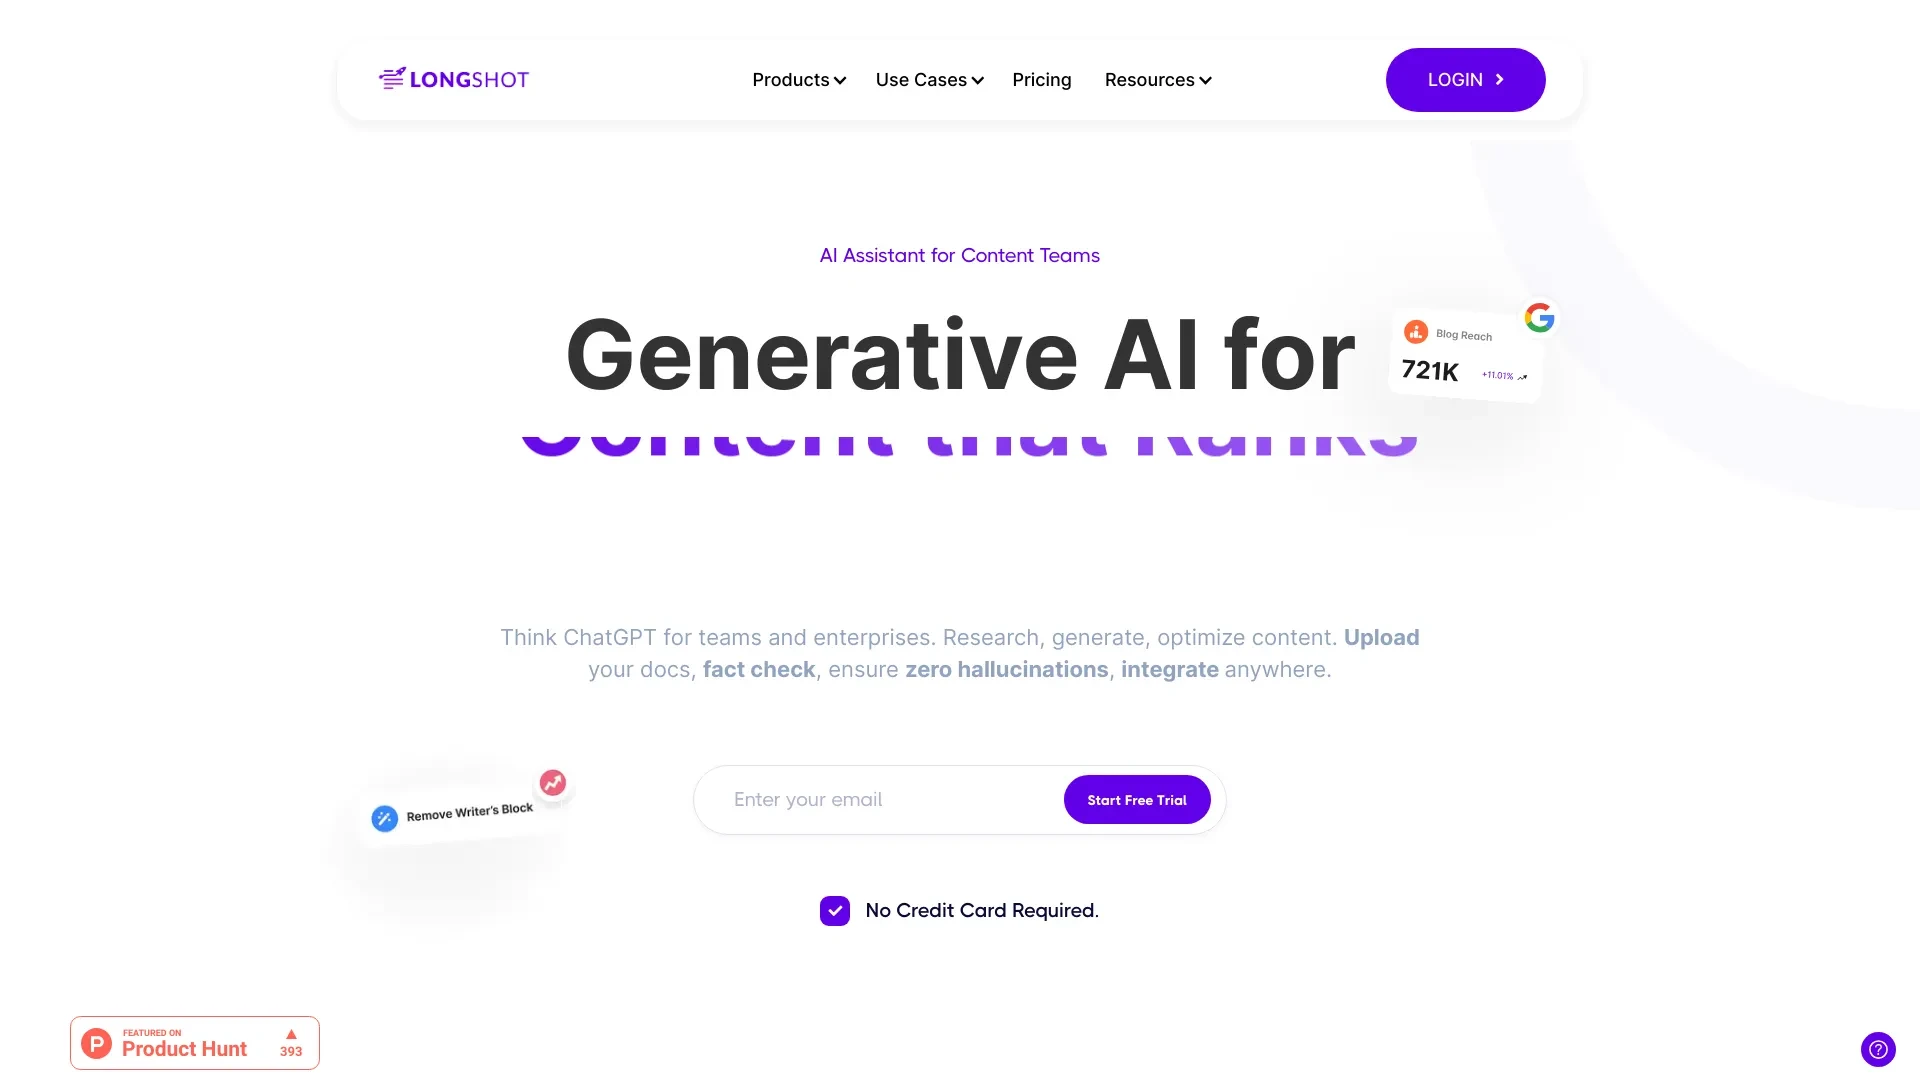 LONGSHOT
Products
Use Cases
Pricing
Resources
LOGIN
AI Assistant for Content Teams
Generative AI for
Content that Ranks
Blog Reach
721K
+11.01%
Think ChatGPT for teams and enterprises. Research, generate, optimize content. Upload
your docs, fact check, ensure zero hallucinations, integrate anywhere.
Remove Writer's Block
Enter your email
Start Free Trial
No Credit Card Required.
FEATURED ON
Product Hunt
393